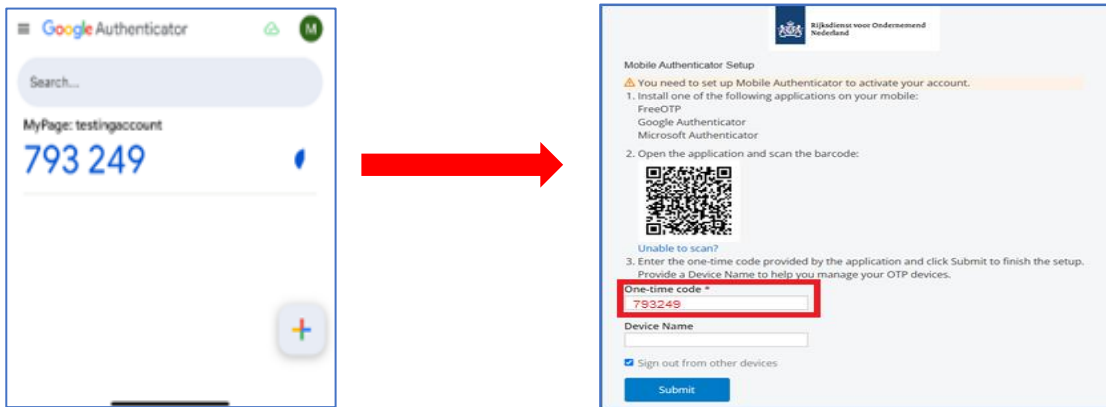 Google Authenticator
M
Search...
MyPage: testingaccount
793 249
Rijksdienst voor Ondernemend
Nederland
Mobile Authenticator Setup
You need to set up Mobile Authenticator to activate your account.
1. Install one of the following applications on your mobile:
FreeOTP
Google Authenticator
Microsoft Authenticator
2. Open the application and scan the barcode:
Unable to scan?
3. Enter the one-time code provided by the application and click Submit to finish the setup.
Provide a Device Name to help you manage your OTP devices.
One-time code *
793249
Device Name
Sign out from other devices
Submit